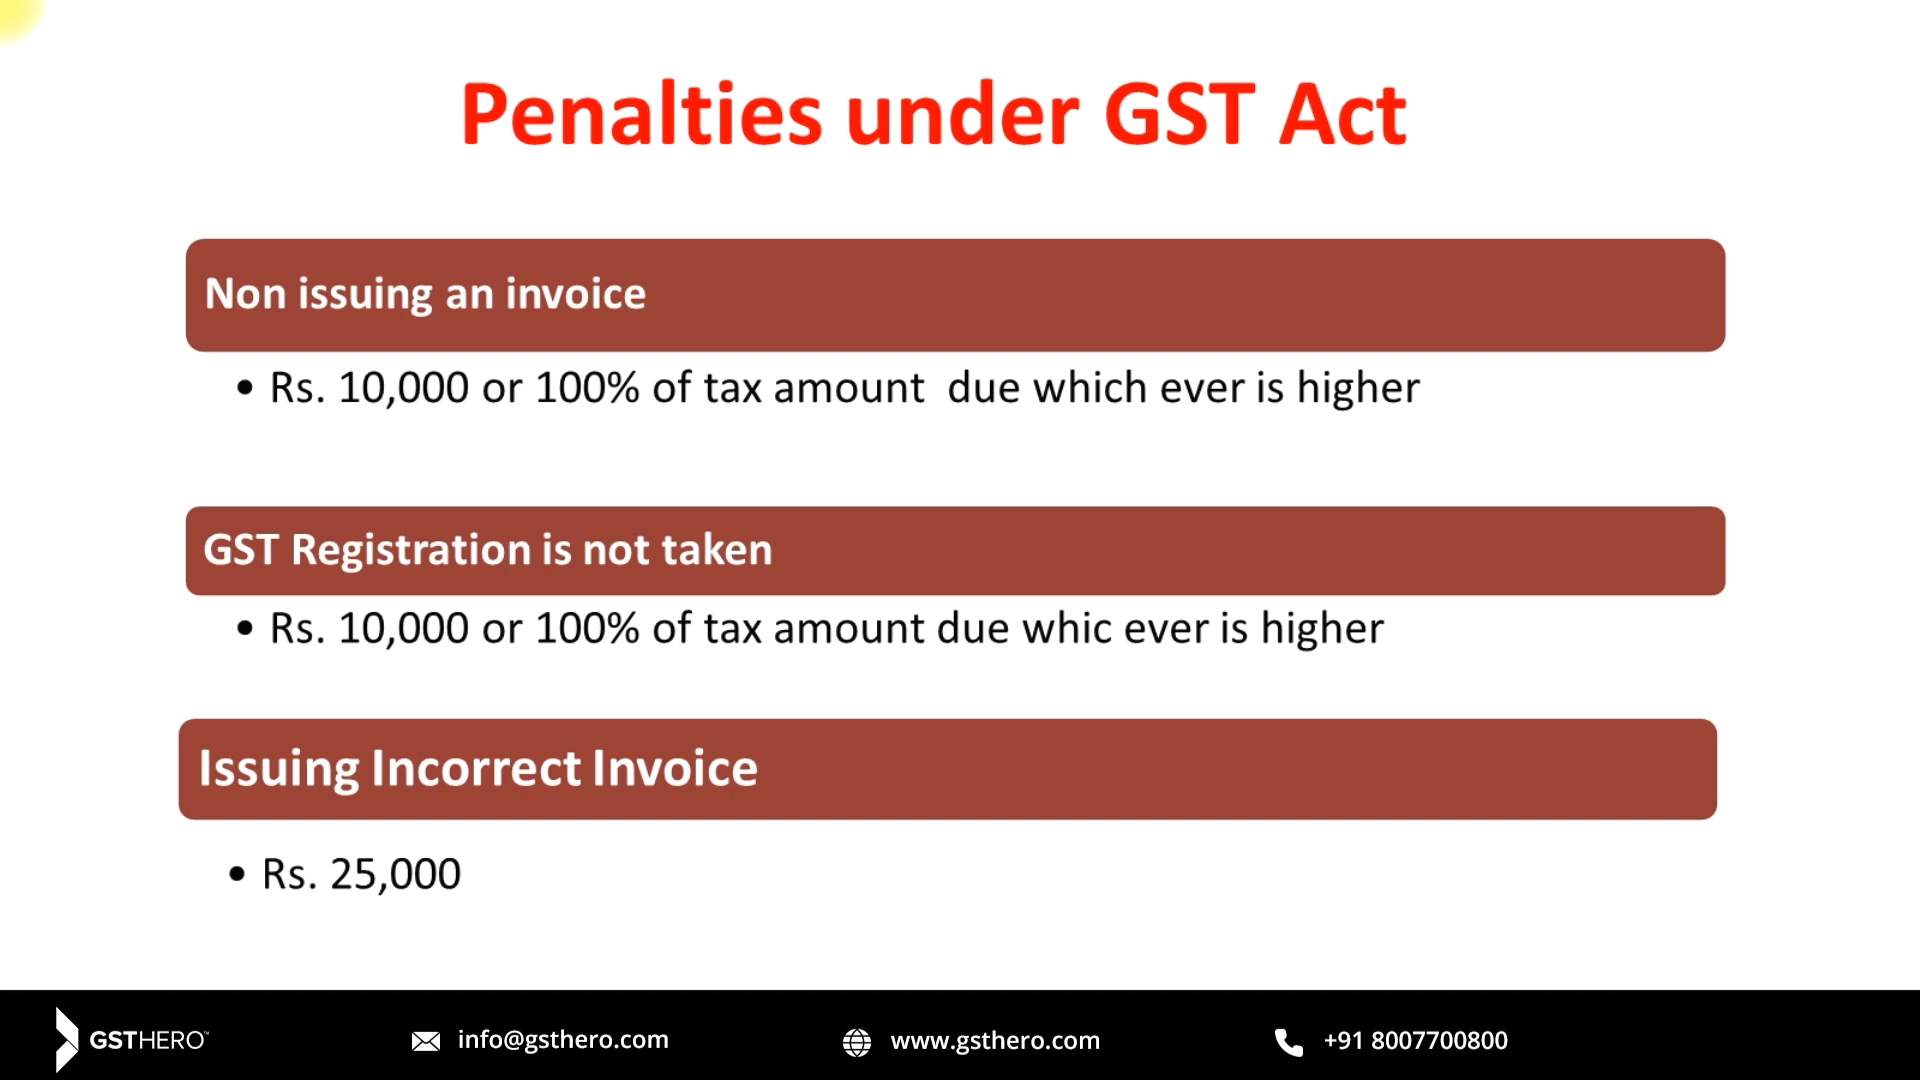 Penalties under GST Act
Non issuing an invoice
• Rs. 10,000 or 100% of tax amount  due which ever is higher
GST Registration is not taken
• Rs. 10,000 or 100% of tax amount due whic ever is higher
Issuing Incorrect Invoice
• Rs. 25,000
GSTHERO™ info@gsthero.com www.gsthero.com +91 8007700800